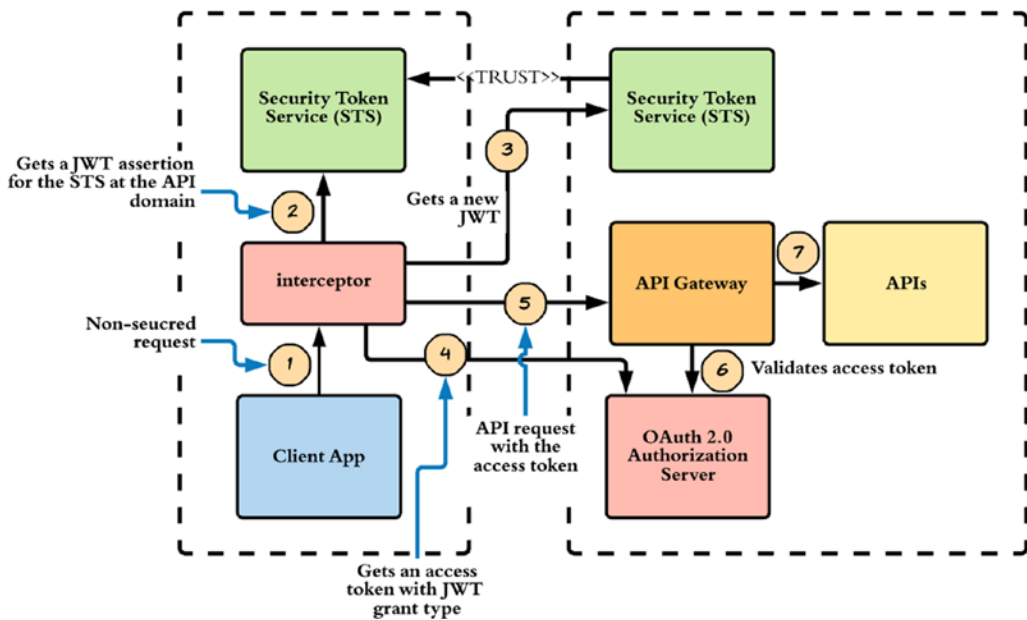 Security Token
Service (STS)
<<TRUST>>
Security Token
Service (STS)
3
Gets a JWT assertion
for the STS at the API
domain
2
Gets a new
JWT
interceptor
API Gateway
7
APIs
5
Non-seucred
request
1
4
6
Validates access token
Client App
API request
with the
access token
OAuth 2.0
Authorization
Server
Gets an access
token with JWT
grant type